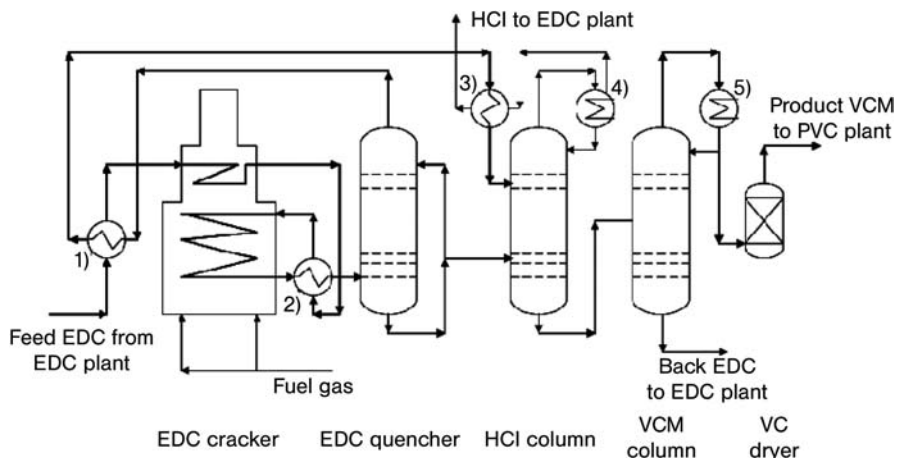 HCl to EDC plant
3)
4)
5)
Product VCM
to PVC plant
1)
2)
Feed EDC from
EDC plant
Fuel gas
Back EDC
to EDC plant
EDC cracker
EDC quencher
HCl column
VCM
column
VC
dryer